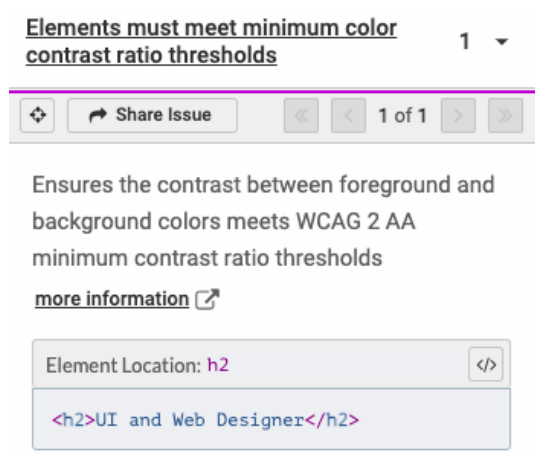 Elements must meet minimum color
contrast ratio thresholds
1
Share Issue
1 of 1
Ensures the contrast between foreground and
background colors meets WCAG 2 AA
minimum contrast ratio thresholds
more information
Element Location: h2
</>
<h2>UI and Web Designer</h2>